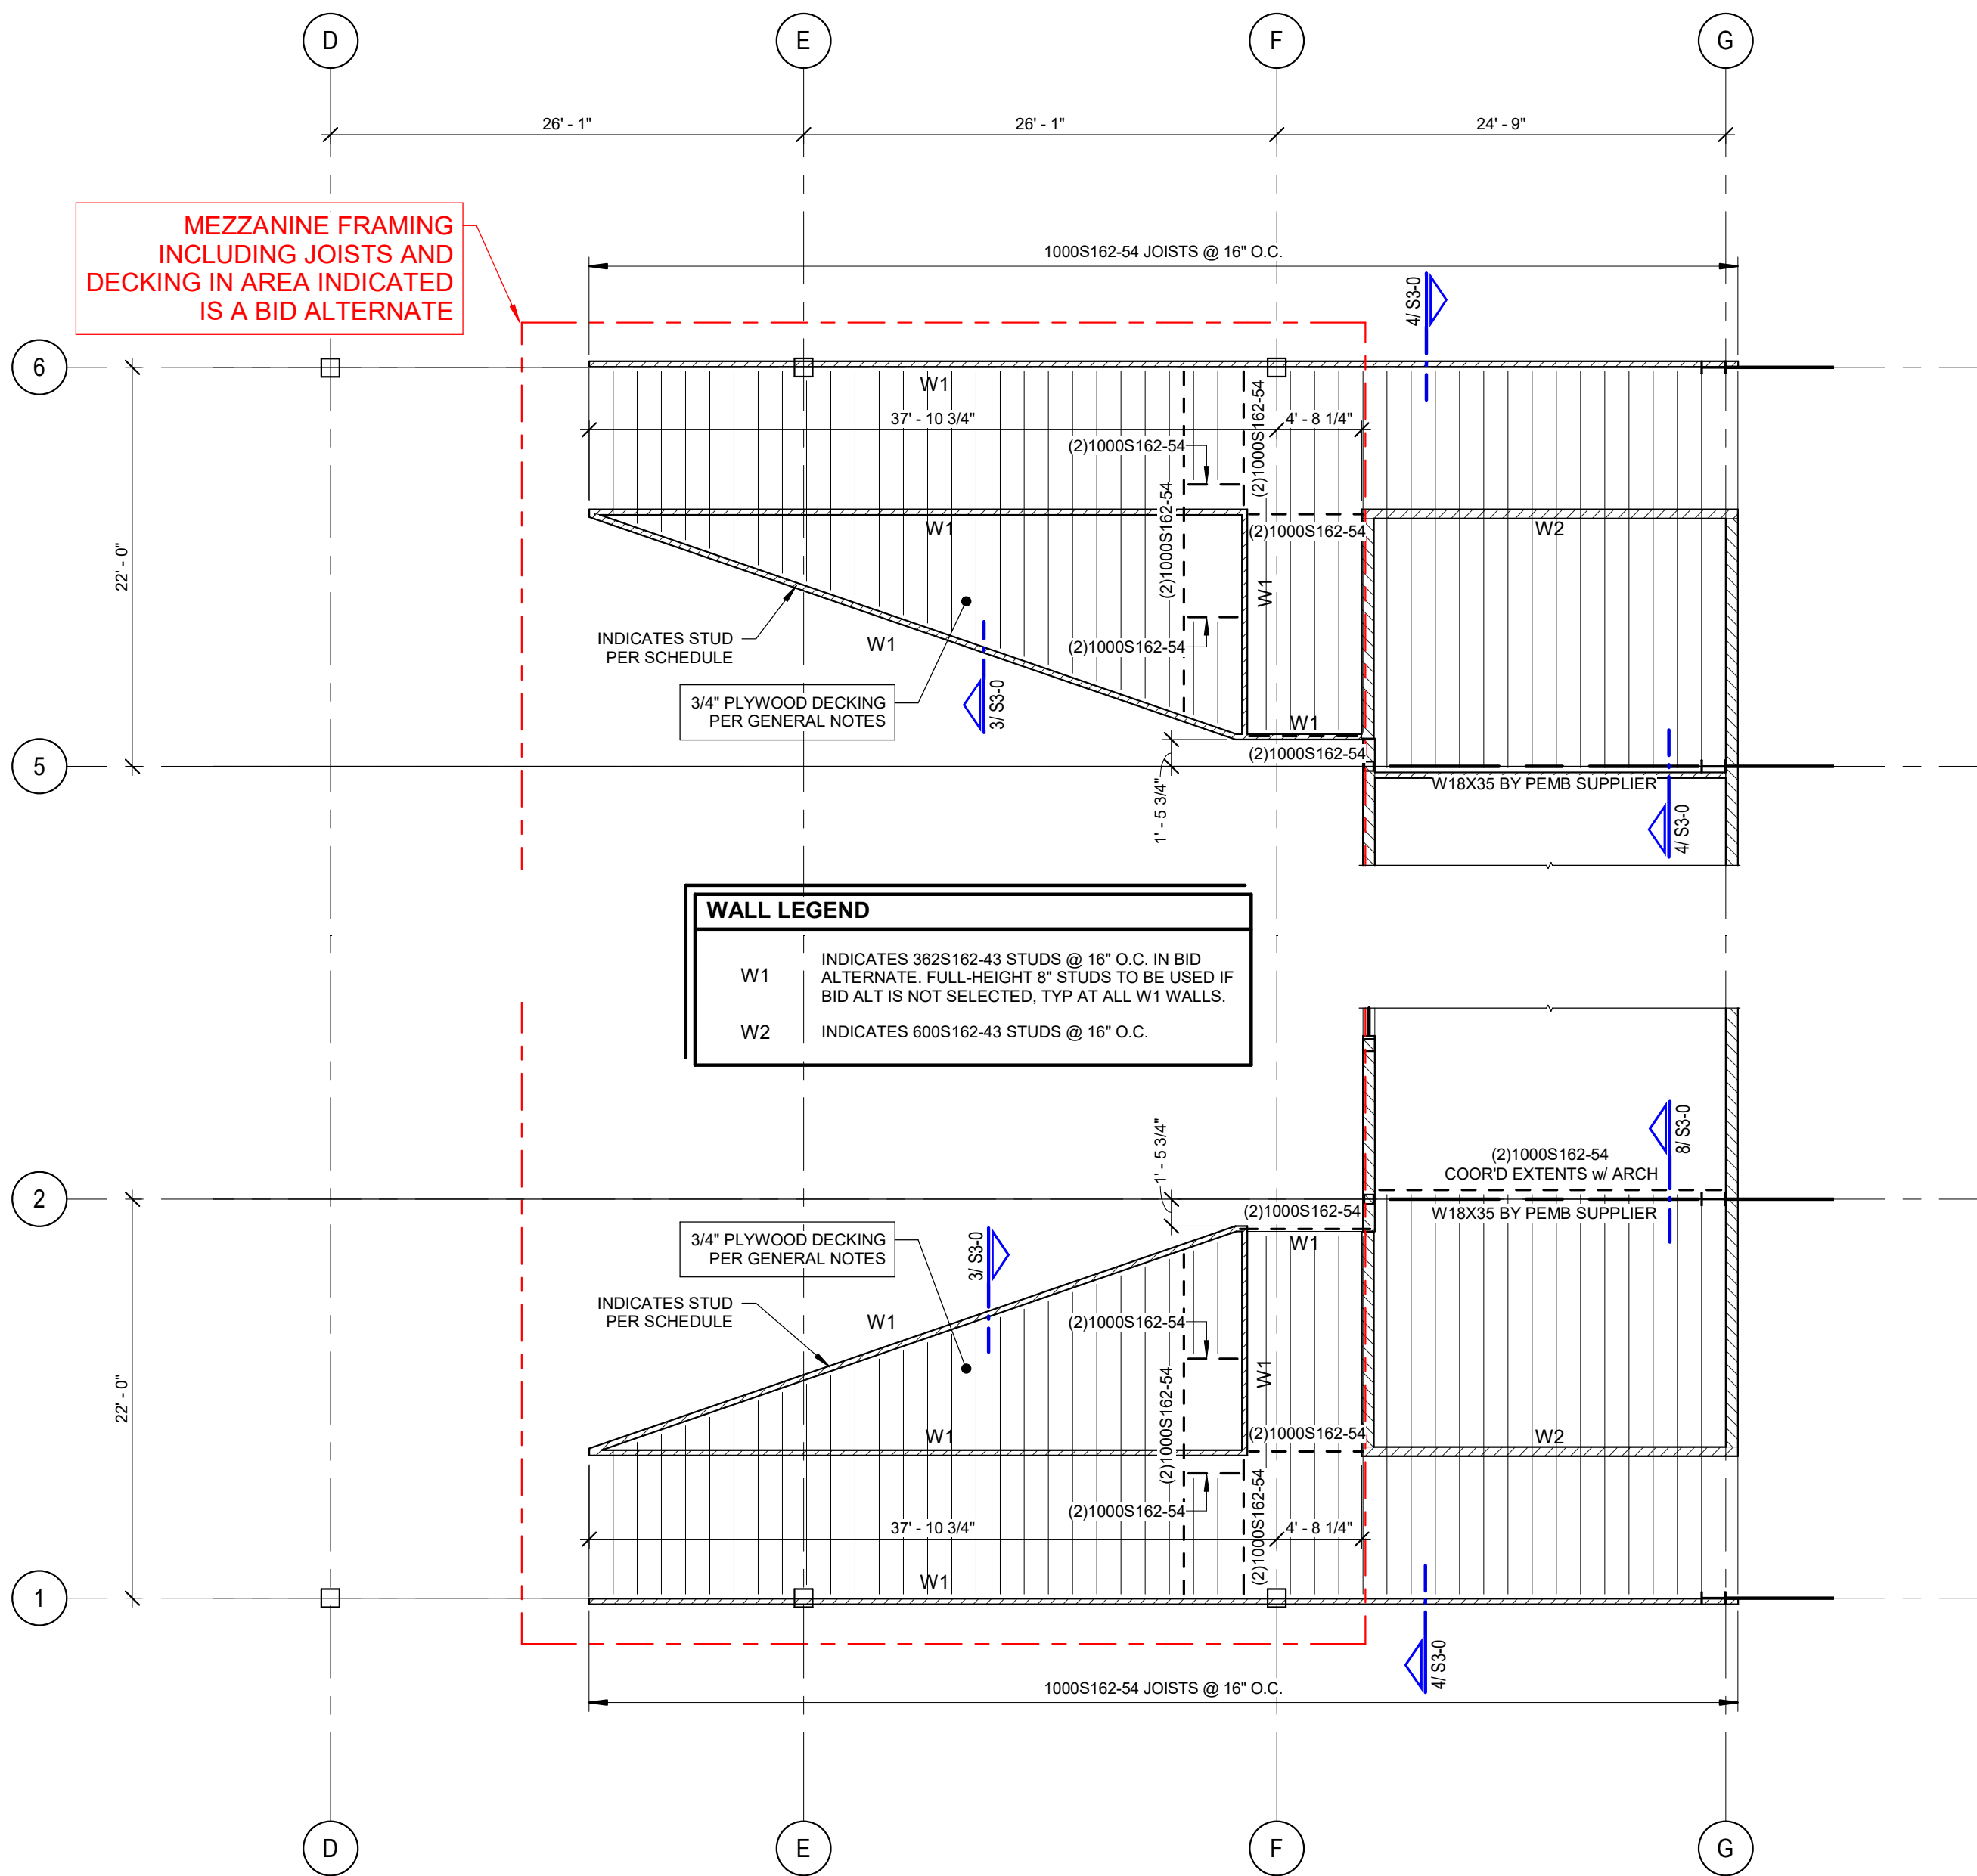 D
E
F
G
26' - 1"
26' - 1"
24' - 9"
MEZZANINE FRAMING
INCLUDING JOISTS AND
DECKING IN AREA INDICATED
IS A BID ALTERNATE
1000S162-54 JOISTS @ 16" O.C.
4/ S3-0
6
W1
37' - 10 3/4"
4' - 8 1/4"
(2)1000S162-54
(2)1000S162-54
(2)1000S162-54
W1
(2)1000S162-54
W2
22' - 0"
W1
INDICATES STUD
PER SCHEDULE
W1
(2)1000S162-54
3/4" PLYWOOD DECKING
PER GENERAL NOTES
3/ S3-0
W1
(2)1000S162-54
5
1' - 5 3/4"
W18X35 BY PEMB SUPPLIER
4/ S3-0
WALL LEGEND
W1
INDICATES 362S162-43 STUDS @ 16" O.C. IN BID
ALTERNATE. FULL-HEIGHT 8" STUDS TO BE USED IF
BID ALT IS NOT SELECTED, TYP AT ALL W1 WALLS.
W2
INDICATES 600S162-43 STUDS @ 16" O.C.
1' - 5 3/4"
8/ S3-0
(2)1000S162-54
COOR'D EXTENTS w/ ARCH
2
(2)1000S162-54
W18X35 BY PEMB SUPPLIER
3/4" PLYWOOD DECKING
PER GENERAL NOTES
3/ S3-0
W1
INDICATES STUD
PER SCHEDULE
W1
(2)1000S162-54
W1
22' - 0"
(2)1000S162-54
W1
(2)1000S162-54
W2
(2)1000S162-54
(2)1000S162-54
37' - 10 3/4"
4' - 8 1/4"
W1
1
4/ S3-0
1000S162-54 JOISTS @ 16" O.C.
D
E
F
G